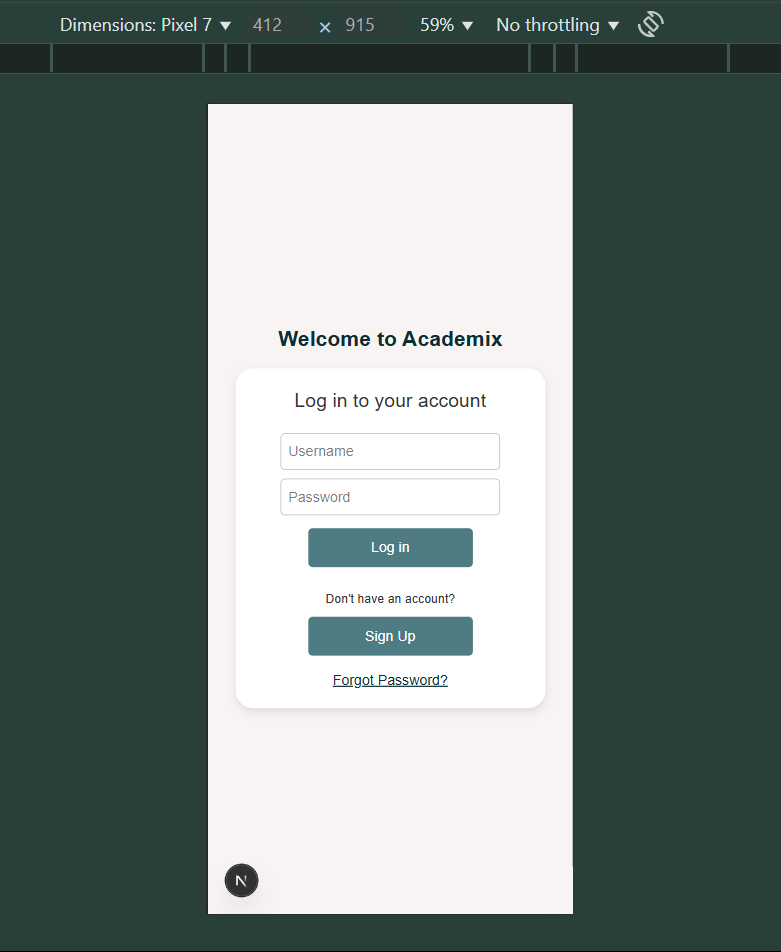 Dimensions: Pixel 7 ▼ 412 × 915 59% ▼ No throttling ▼
Welcome to Academix
Log in to your account
Username
Password
Log in
Don't have an account?
Sign Up
Forgot Password?
N